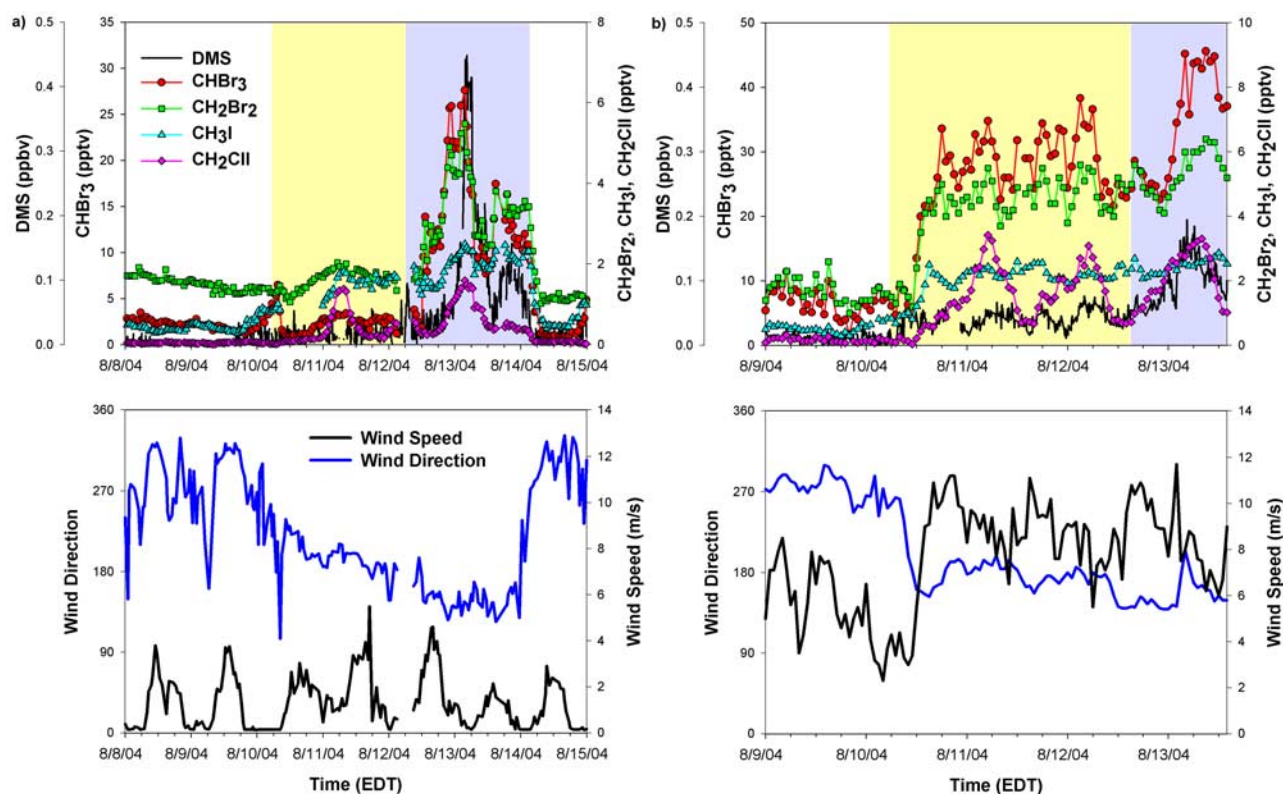 a)
0.5
0.4
0.3
0.2
0.1
0.0
DMS (ppbv)
35
30
25
20
15
10
5
0
CHBr3 (pptv)
DMS
CHBr3
CH2Br2
CH3I
CH2ClI
8
6
4
2
0
CH2Br2, CH3I, CH2ClI (pptv)
8/8/04 8/9/04 8/10/04 8/11/04 8/12/04 8/13/04 8/14/04 8/15/04
b)
0.5
0.4
0.3
0.2
0.1
0.0
DMS (ppbv)
50
40
30
20
10
0
CHBr3 (pptv)
10
8
6
4
2
0
CH2Br2, CH3I, CH2ClI (pptv)
8/9/04 8/10/04 8/11/04 8/12/04 8/13/04
360
270
180
90
0
Wind Direction
Wind Speed
Wind Direction
14
12
10
8
6
4
2
0
Wind Speed (m/s)
8/8/04 8/9/04 8/10/04 8/11/04 8/12/04 8/13/04 8/14/04 8/15/04
Time (EDT)
360
270
180
90
0
Wind Direction
14
12
10
8
6
4
2
0
Wind Speed (m/s)
8/9/04 8/10/04 8/11/04 8/12/04 8/13/04
Time (EDT)